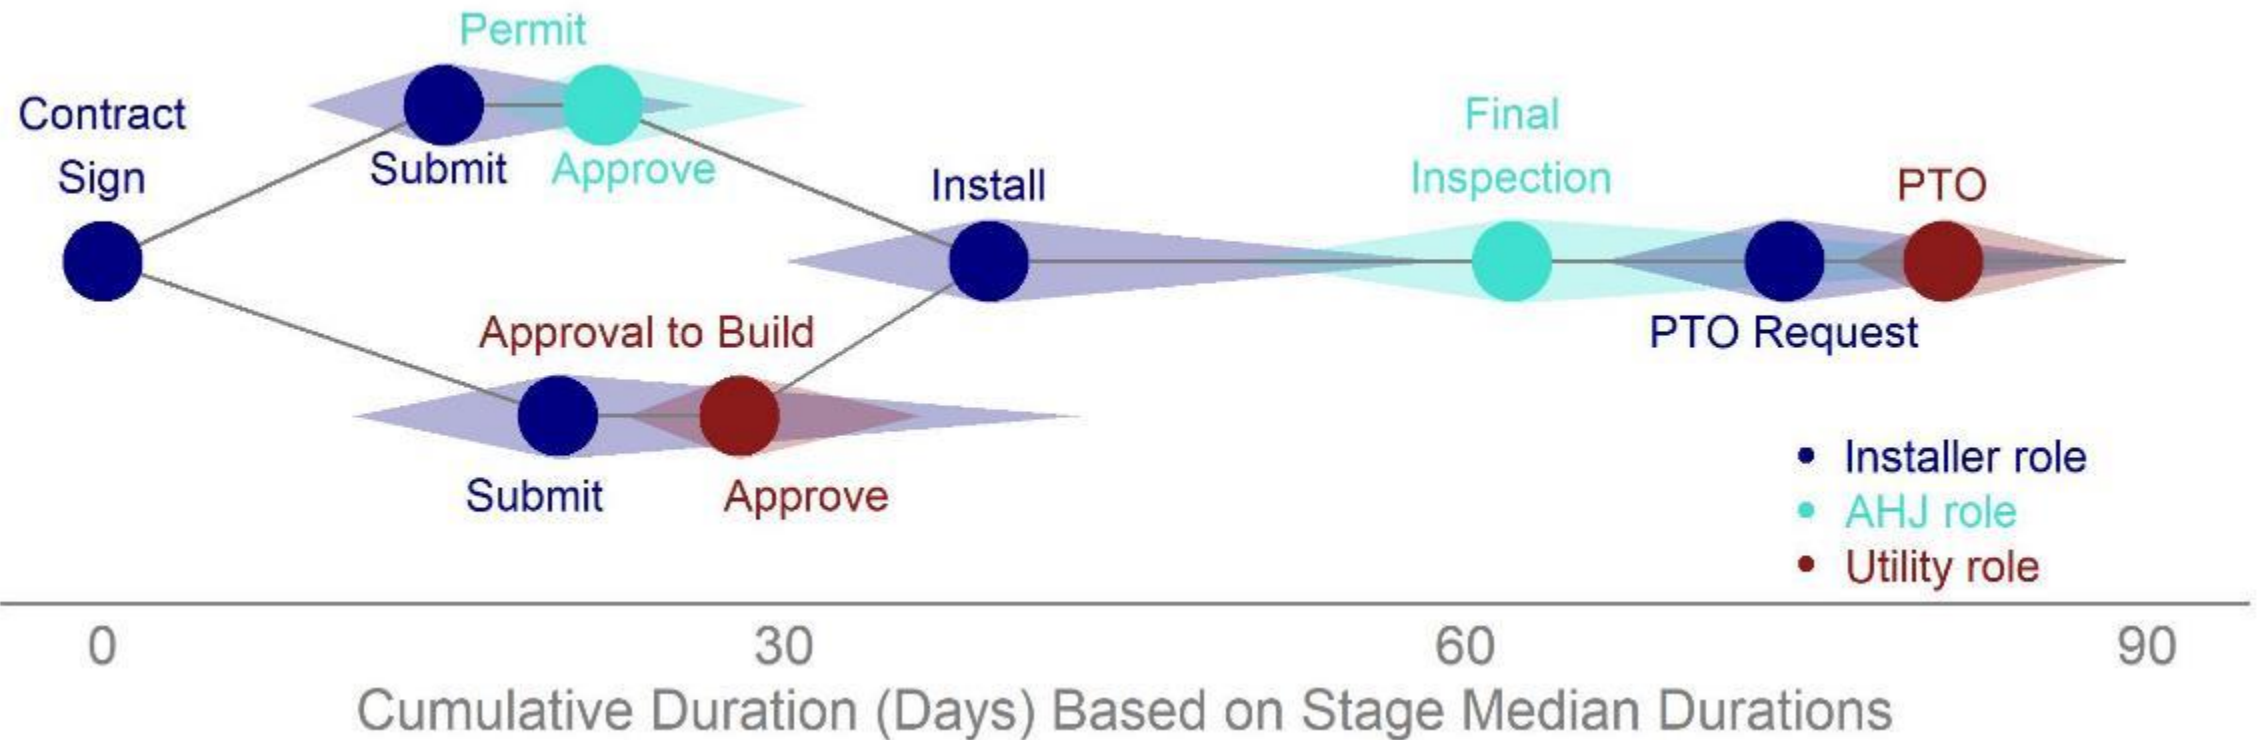 Permit
Contract
Sign
Submit
Approve
Install
Final
Inspection
PTO
Approval to Build
PTO Request
Submit
Approve
Installer role
AHJ role
Utility role
0 30 60 90
Cumulative Duration (Days) Based on Stage Median Durations